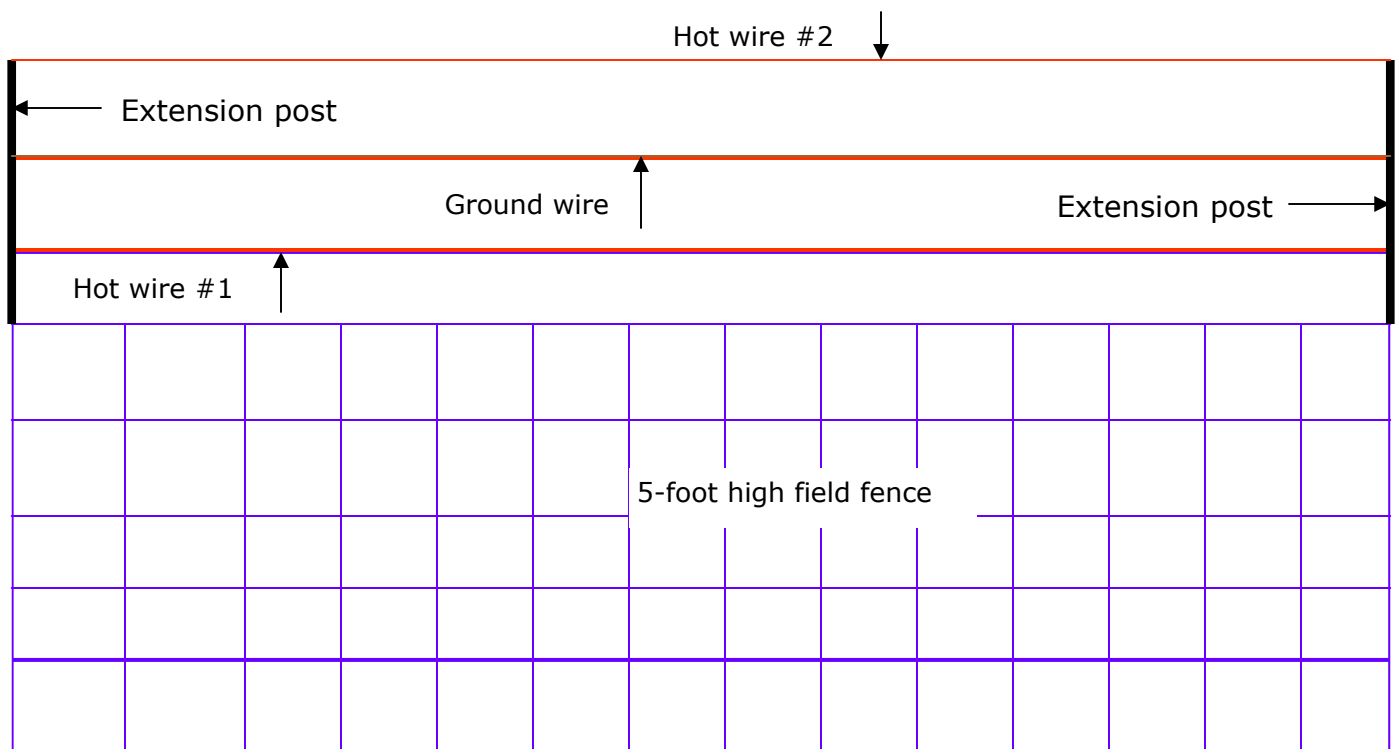 Hot wire #2
Extension post
Ground wire
Extension post
Hot wire #1
5-foot high field fence